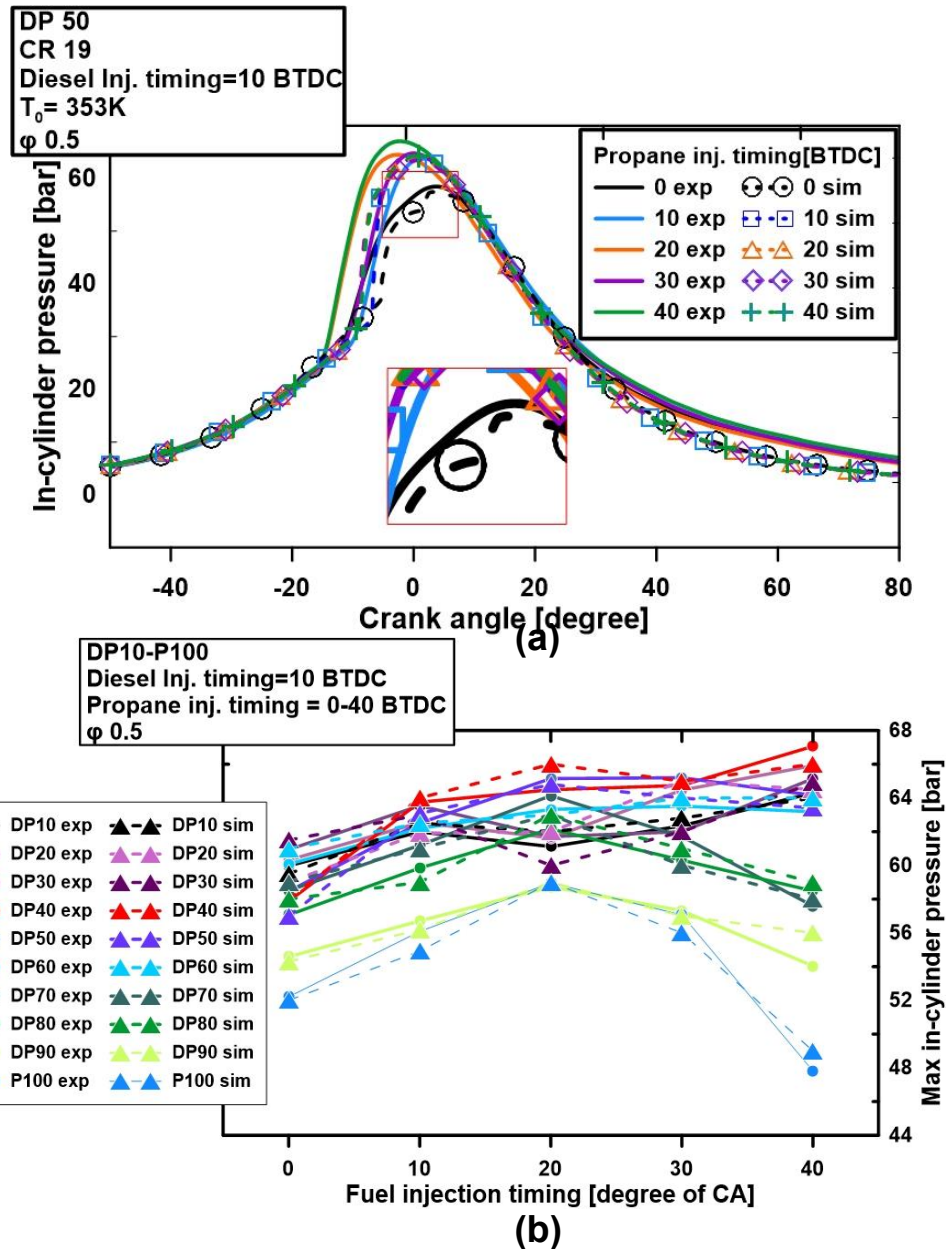 DP 50
CR 19
Diesel Inj. timing=10 BTDC
T0= 353K
φ 0.5
Propane inj. timing[BTDC]
0 exp 0 sim
10 exp 10 sim
20 exp 20 sim
30 exp 30 sim
40 exp 40 sim
In-cylinder pressure [bar]
60
40
20
0
-40 -20 0 20 40 60 80
Crank angle [degree]
(a)
DP10-P100
Diesel Inj. timing=10 BTDC
Propane inj. timing = 0-40 BTDC
φ 0.5
DP10 exp DP10 sim
DP20 exp DP20 sim
DP30 exp DP30 sim
DP40 exp DP40 sim
DP50 exp DP50 sim
DP60 exp DP60 sim
DP70 exp DP70 sim
DP80 exp DP80 sim
DP90 exp DP90 sim
P100 exp P100 sim
68
64
60
56
52
48
44
Max in-cylinder pressure [bar]
0 10 20 30 40
Fuel injection timing [degree of CA]
(b)